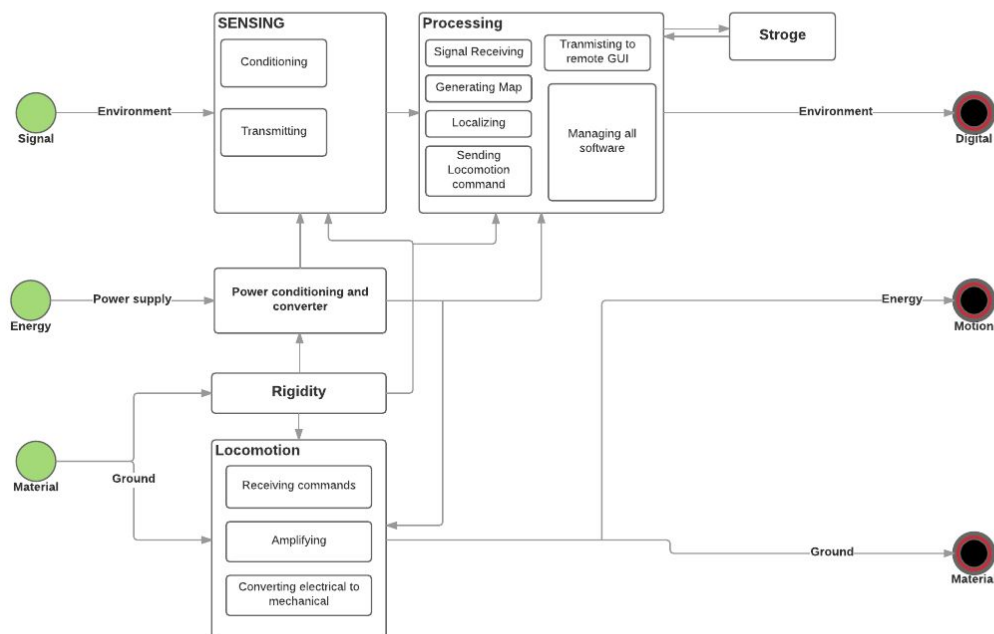 SENSING
Processing
Stroge
Conditioning
Signal Receiving
Tranmisting to
remote GUI
Generating Map
Environment
Transmitting
Localizing
Managing all
software
Environment
Signal
Sending
Locomotion
command
Digital
Power supply
Power conditioning and
converter
Energy
Energy
Motion
Rigidity
Locomotion
Material
Ground
Receiving commands
Amplifying
Ground
Converting electrical to
mechanical
Material